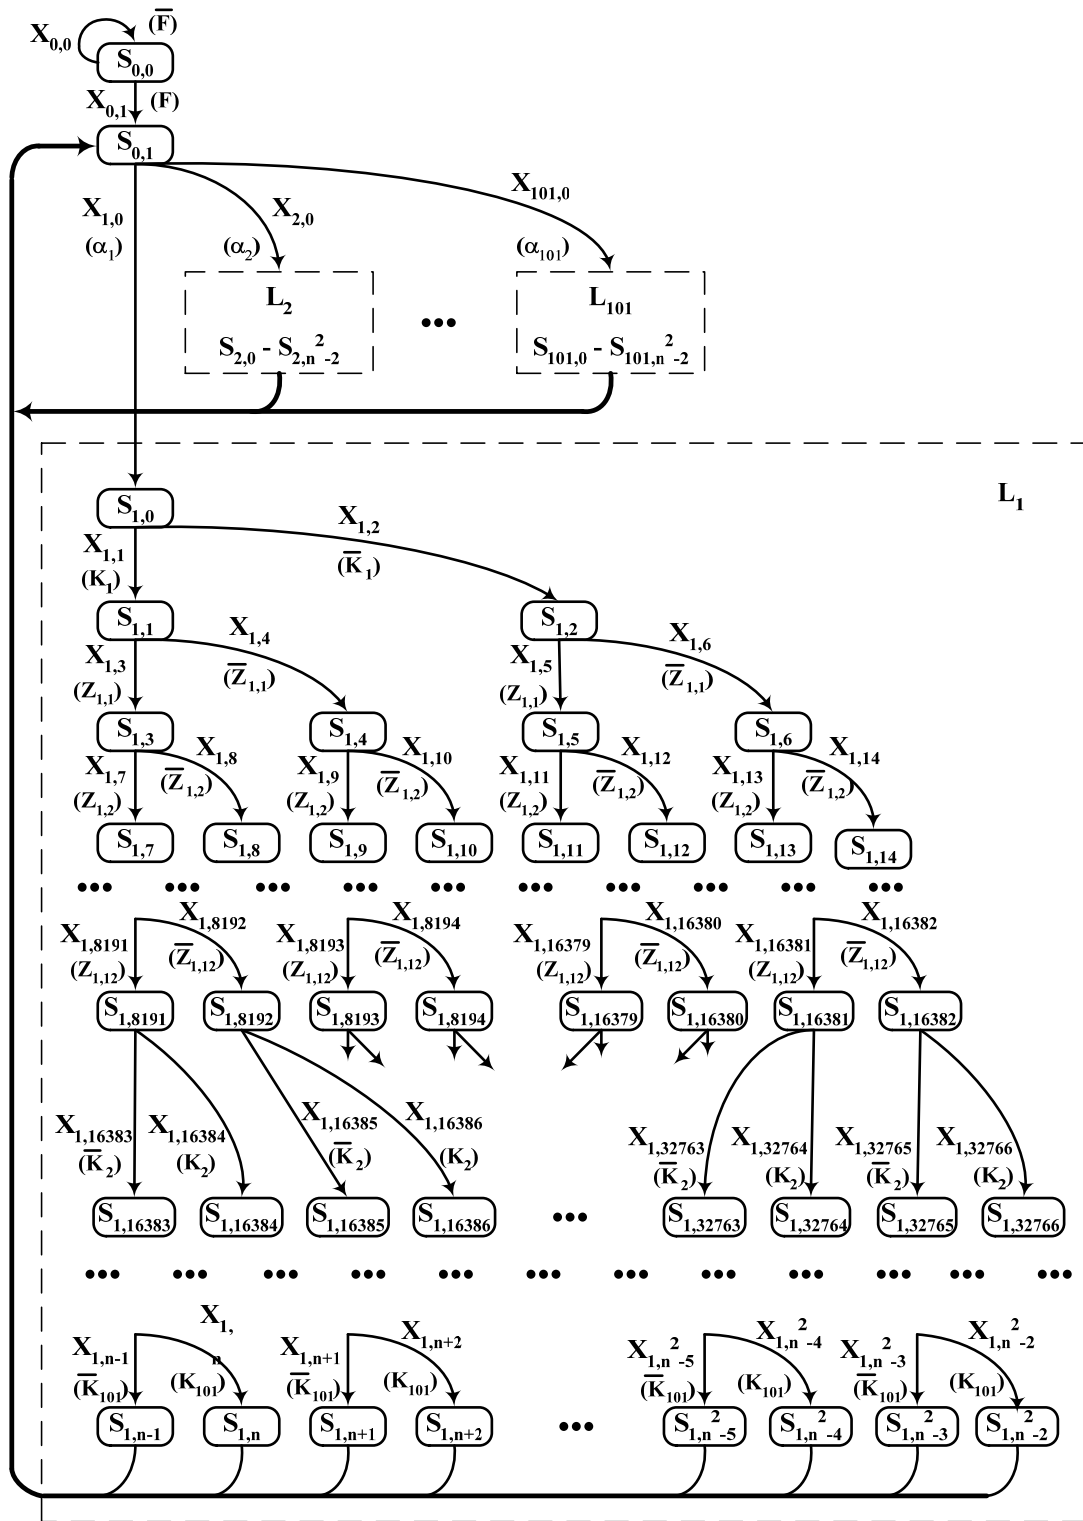 X0,0 (F̅)
S0,0
X0,1 (F)
S0,1
X1,0 (α1)
X2,0 (α2)
X101,0 (α101)
L2
S2,0 - S2,n²-2
•••
L101
S101,0 - S101,n²-2
L1
S1,0
X1,1 (K1)
X1,2 (K̅1)
S1,1
S1,2
X1,3 (Z1,1)
X1,4 (Z̅1,1)
X1,5 (Z1,1)
X1,6 (Z̅1,1)
S1,3
S1,4
S1,5
S1,6
X1,7 (Z1,2)
X1,8 (Z̅1,2)
X1,9 (Z1,2)
X1,10 (Z̅1,2)
X1,11 (Z1,2)
X1,12 (Z̅1,2)
X1,13 (Z1,2)
X1,14 (Z̅1,2)
S1,7
S1,8
S1,9
S1,10
S1,11
S1,12
S1,13
S1,14
••• ••• ••• ••• ••• ••• ••• ••• ••• •••
X1,8191 (Z1,12)
X1,8192 (Z̅1,12)
X1,8193 (Z1,12)
X1,8194 (Z̅1,12)
X1,16379 (Z1,12)
X1,16380 (Z̅1,12)
X1,16381 (Z1,12)
X1,16382 (Z̅1,12)
S1,8191
S1,8192
S1,8193
S1,8194
S1,16379
S1,16380
S1,16381
S1,16382
X1,16383 (K̅2)
X1,16384 (K2)
X1,16385 (K̅2)
X1,16386 (K2)
X1,32763 (K̅2)
X1,32764 (K2)
X1,32765 (K̅2)
X1,32766 (K2)
S1,16383
S1,16384
S1,16385
S1,16386
•••
S1,32763
S1,32764
S1,32765
S1,32766
••• ••• ••• ••• ••• ••• ••• ••• ••• ••• ••• •••
X1,n-1 (K̅101)
X1,n (K101)
X1,n+1 (K̅101)
X1,n+2 (K101)
X1,n²-5 (K̅101)
X1,n²-4 (K101)
X1,n²-3 (K̅101)
X1,n²-2 (K101)
S1,n-1
S1,n
S1,n+1
S1,n+2
•••
S1,n²-5
S1,n²-4
S1,n²-3
S1,n²-2